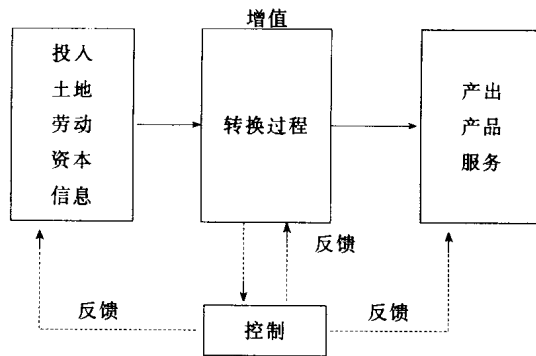 增值
投入
土地
劳动
资本
信息
转换过程
产出
产品
服务
反馈
反馈
控制
反馈